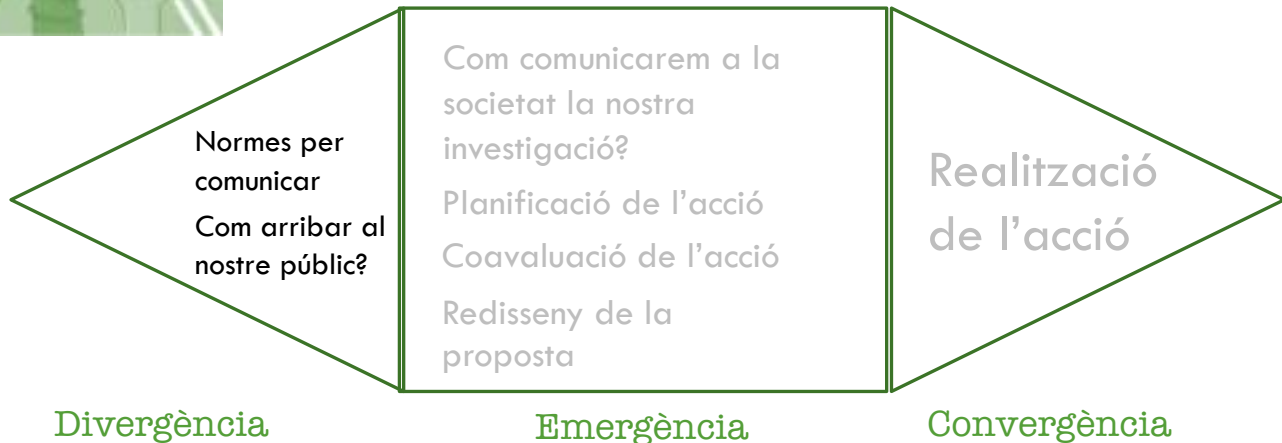 Normes per
comunicar
Com arribar al
nostre públic?
Com comunicarem a la
societat la nostra
investigació?
Planificació de l’acció
Coavaluació de l’acció
Redisseny de la
proposta
Realització
de l’acció
Divergència
Emergència
Convergència